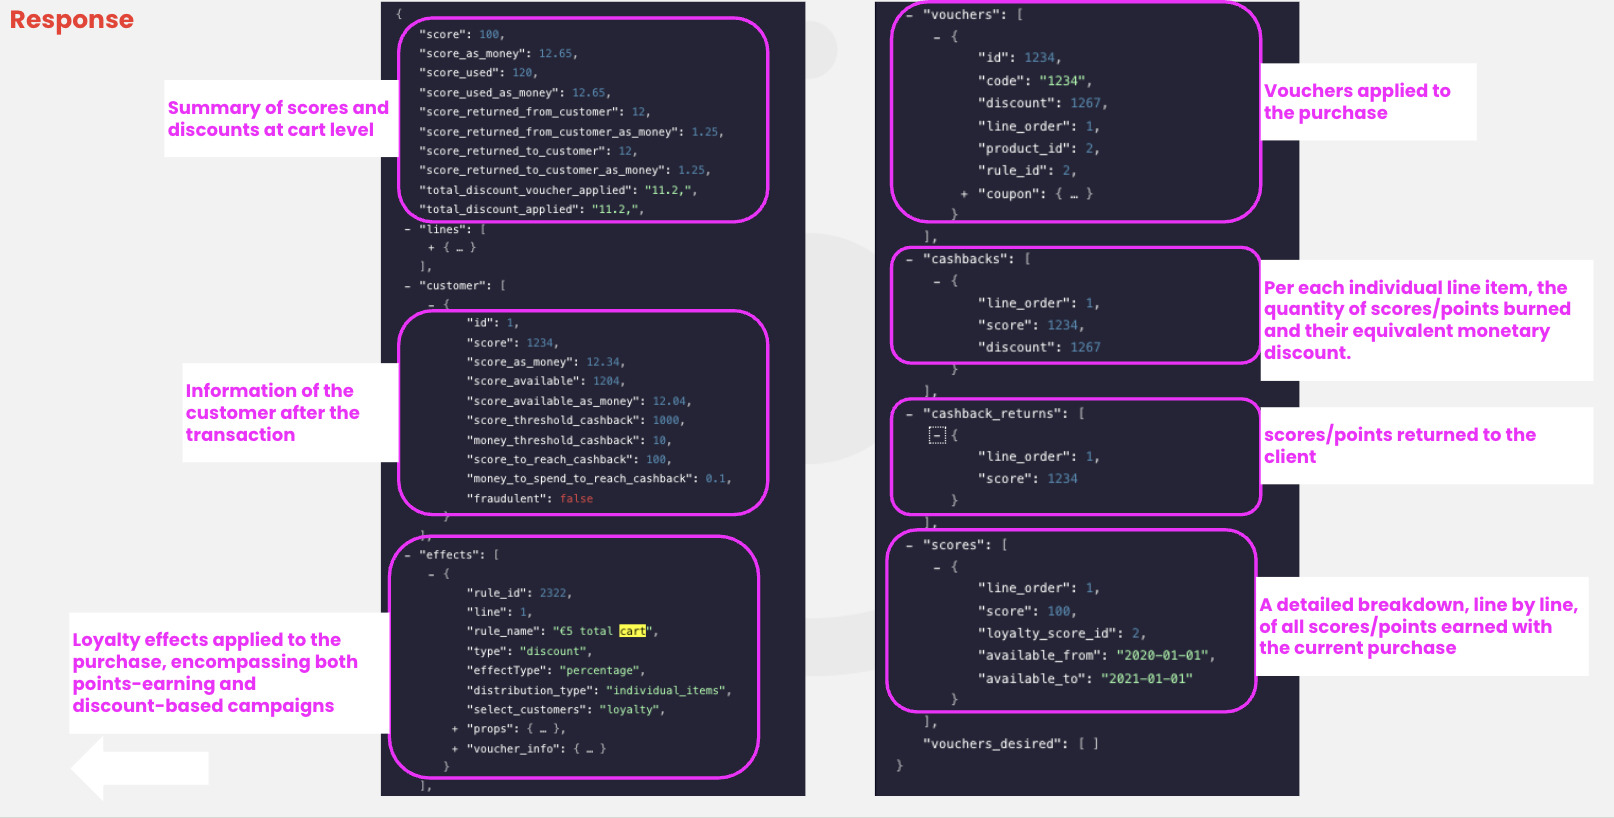 Response
Summary of scores and
discounts at cart level
{
"score": 100,
"score_as_money": 12.65,
"score_used": 120,
"score_used_as_money": 12.65,
"score_returned_from_customer": 12,
"score_returned_from_customer_as_money": 1.25,
"score_returned_to_customer": 12,
"score_returned_to_customer_as_money": 1.25,
"total_discount_voucher_applied": "11.2,",
"total_discount_applied": "11.2,",
– "lines": [
+ { … }
],
– "customer": [
– {
Information of the
customer after the
transaction
"id": 1,
"score": 1234,
"score_as_money": 12.34,
"score_available": 1204,
"score_available_as_money": 12.04,
"score_threshold_cashback": 1000,
"money_threshold_cashback": 10,
"score_to_reach_cashback": 100,
"money_to_spend_to_reach_cashback": 0.1,
"fraudulent": false
}
],
Loyalty effects applied to the
purchase, encompassing both
points-earning and
discount-based campaigns
– "effects": [
– {
"rule_id": 2322,
"line": 1,
"rule_name": "€5 total cart",
"type": "discount",
"effectType": "percentage",
"distribution_type": "individual_items",
"select_customers": "loyalty",
+ "props": { … },
+ "voucher_info": { … }
}
],
– "vouchers": [
– {
"id": 1234,
"code": "1234",
"discount": 1267,
"line_order": 1,
"product_id": 2,
"rule_id": 2,
+ "coupon": { … }
}
],
Vouchers applied to
the purchase
– "cashbacks": [
– {
"line_order": 1,
"score": 1234,
"discount": 1267
}
],
Per each individual line item, the
quantity of scores/points burned
and their equivalent monetary
discount.
– "cashback_returns": [
– {
"line_order": 1,
"score": 1234
}
],
scores/points returned to the
client
– "scores": [
– {
"line_order": 1,
"score": 100,
"loyalty_score_id": 2,
"available_from": "2020-01-01",
"available_to": "2021-01-01"
}
],
A detailed breakdown, line by line,
of all scores/points earned with
the current purchase
"vouchers_desired": [ ]
}